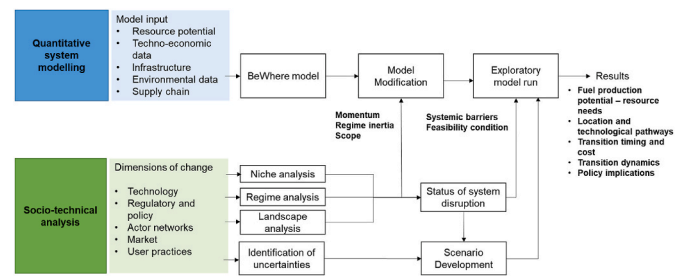 Quantitative
system
modelling
Model input
• Resource potential
• Techno-economic
data
• Infrastructure
• Environmental data
• Supply chain
BeWhere model
Model
Modification
Exploratory
model run
Results
• Fuel production
potential – resource
needs
• Location and
technological pathways
• Transition timing and
cost
• Transition dynamics
• Policy implications
Momentum
Regime inertia
Scope
Systemic barriers
Feasibility condition
Socio-technical
analysis
Dimensions of change
• Technology
• Regulatory and
policy
• Actor networks
• Market
• User practices
Niche analysis
Regime analysis
Landscape
analysis
Identification of
uncertainties
Status of system
disruption
Scenario
Development